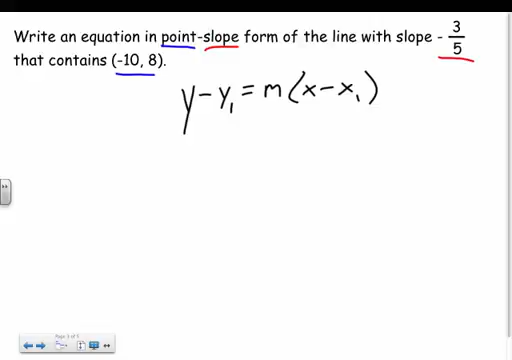 Write an equation in point-slope form of the line with slope - 3/5
that contains (-10, 8).
y - y₁ = m(x - x₁)